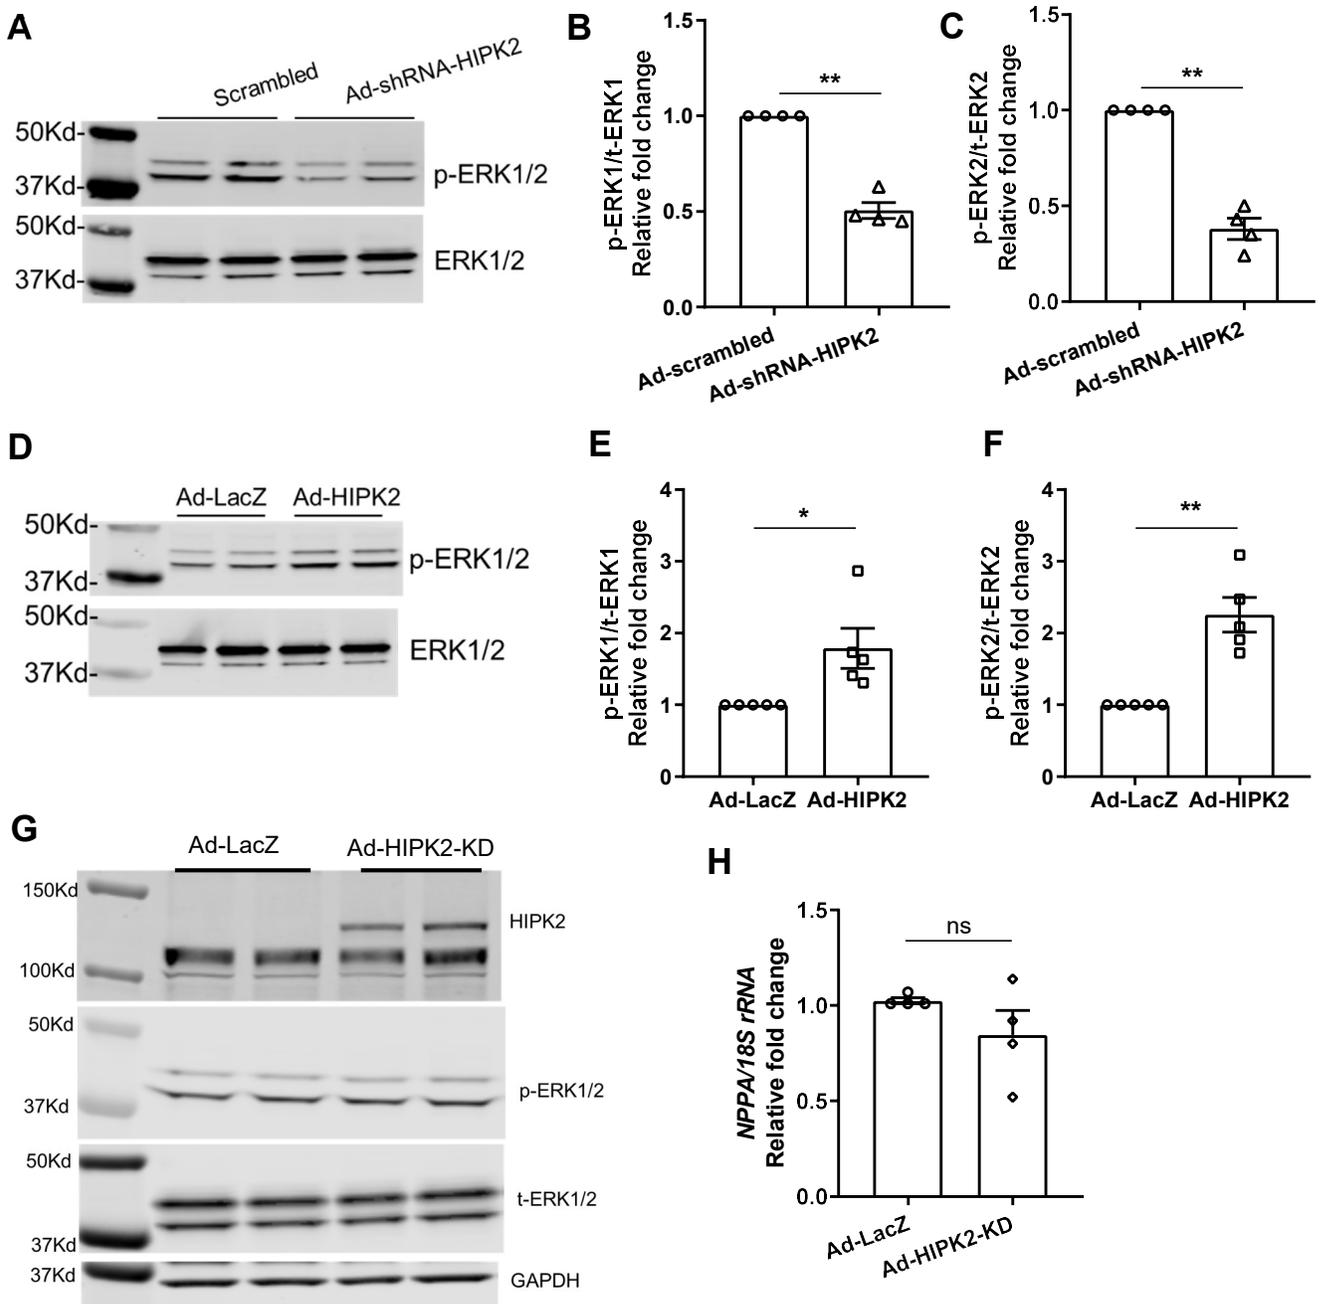 A
Scrambled
Ad-shRNA-HIPK2
50Kd-
37Kd-
p-ERK1/2
50Kd-
37Kd-
ERK1/2
B
p-ERK1/t-ERK1
Relative fold change
1.5
1.0
0.5
0.0
**
Ad-scrambled
Ad-shRNA-HIPK2
C
p-ERK2/t-ERK2
Relative fold change
1.5
1.0
0.5
0.0
**
Ad-scrambled
Ad-shRNA-HIPK2
D
Ad-LacZ Ad-HIPK2
50Kd-
37Kd-
p-ERK1/2
50Kd-
37Kd-
ERK1/2
E
p-ERK1/t-ERK1
Relative fold change
4
3
2
1
0
*
Ad-LacZ Ad-HIPK2
F
p-ERK2/t-ERK2
Relative fold change
4
3
2
1
0
**
Ad-LacZ Ad-HIPK2
G
Ad-LacZ Ad-HIPK2-KD
150Kd
HIPK2
100Kd
50Kd
p-ERK1/2
37Kd
50Kd
t-ERK1/2
37Kd
37Kd
GAPDH
H
NPPA/18S rRNA
Relative fold change
1.5
1.0
0.5
0.0
ns
Ad-LacZ
Ad-HIPK2-KD